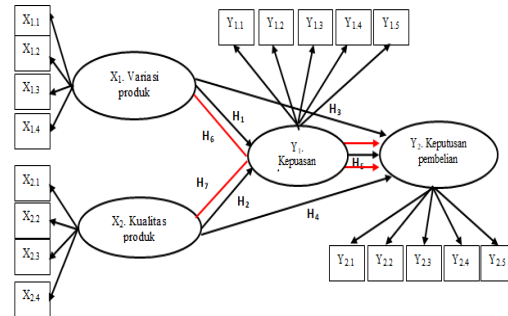 X1.1
X1.2
X1.3
X1.4
X1. Variasi
produk
Y1.1
Y1.2
Y1.3
Y1.4
Y1.5
H1
H6
H3
Y1.
Kepuasan
H5
Y2. Keputusan
pembelian
H7
H2
H4
X2.1
X2.2
X2.3
X2.4
X2. Kualitas
produk
Y2.1
Y2.2
Y2.3
Y2.4
Y2.5